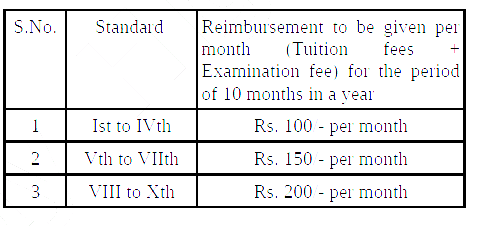 S.No. Standard Reimbursement to be given per
month (Tuition fees +
Examination fee) for the period
of 10 months in a year
1 Ist to IVth Rs. 100 - per month
2 Vth to VIIth Rs. 150 - per month
3 VIII to Xth Rs. 200 - per month